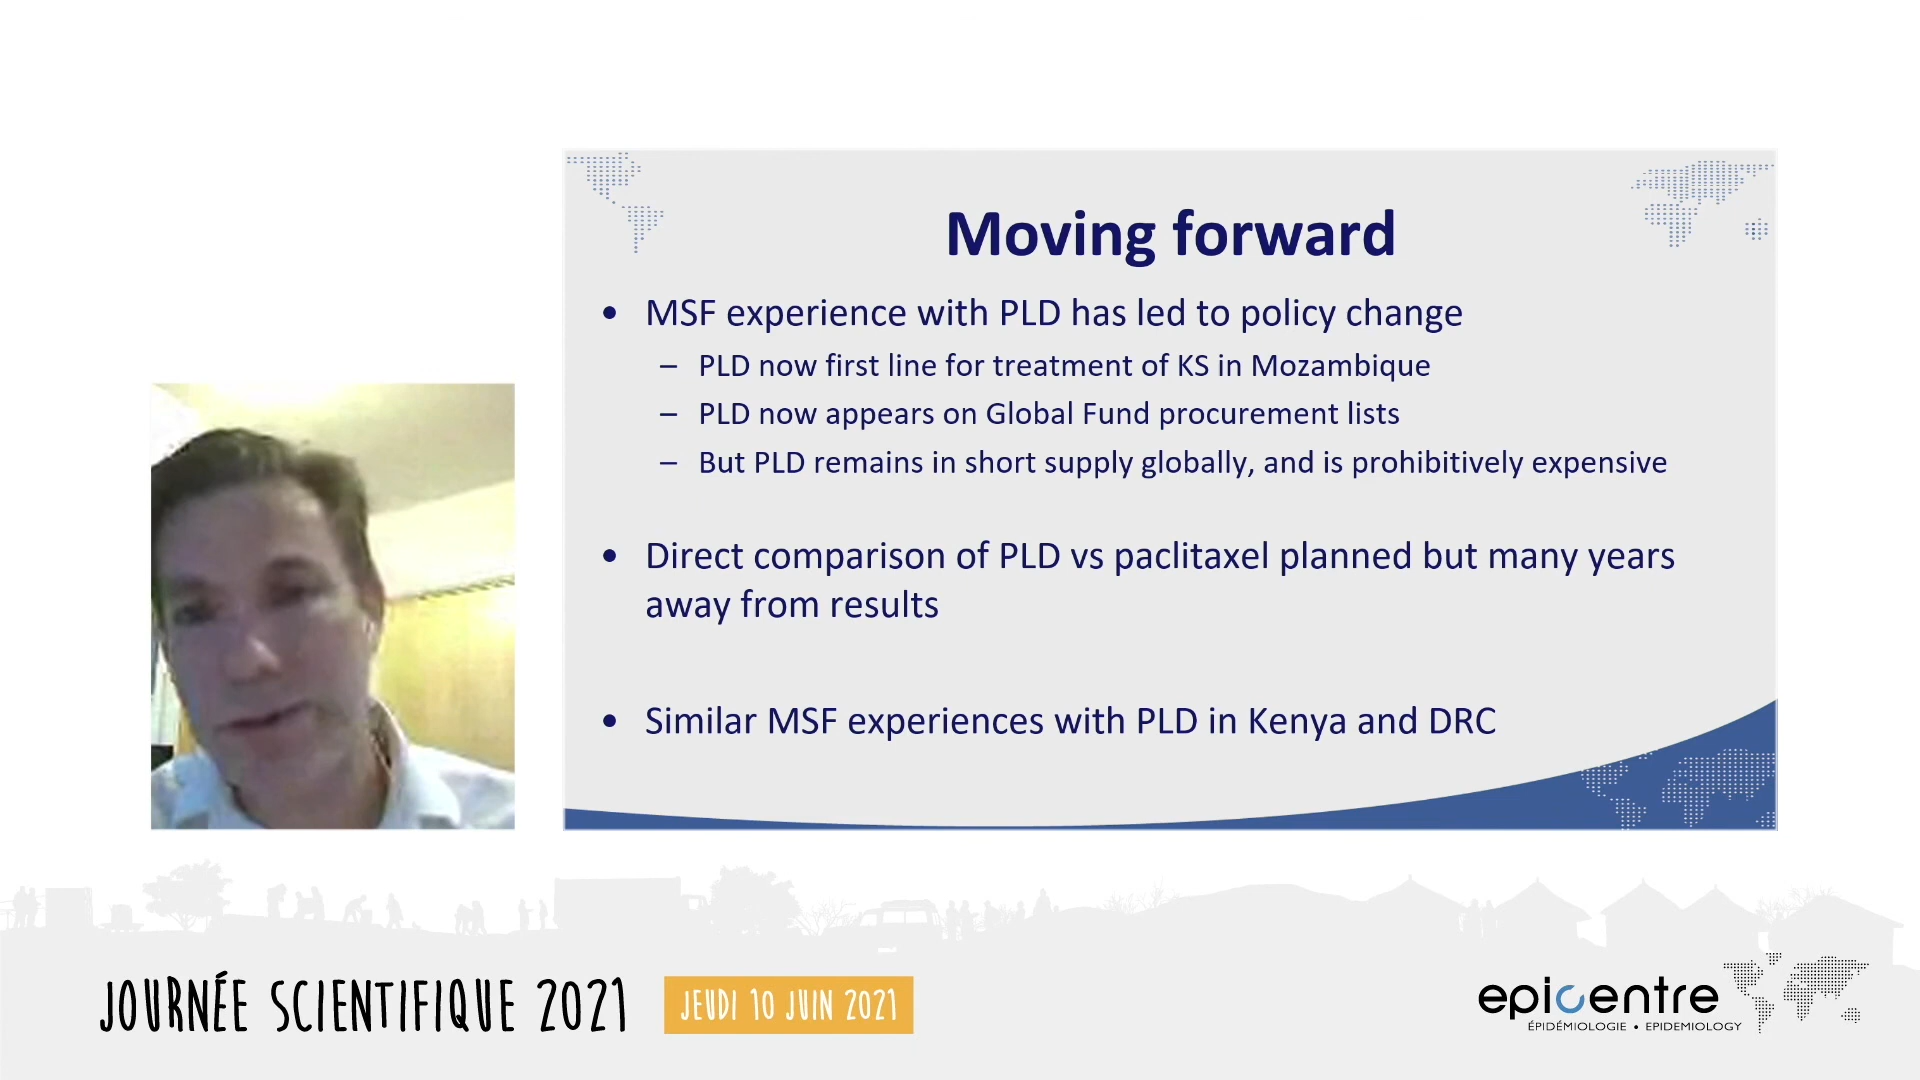 Moving forward
• MSF experience with PLD has led to policy change
– PLD now first line for treatment of KS in Mozambique
– PLD now appears on Global Fund procurement lists
– But PLD remains in short supply globally, and is prohibitively expensive
• Direct comparison of PLD vs paclitaxel planned but many years
away from results
• Similar MSF experiences with PLD in Kenya and DRC
JOURNÉE SCIENTIFIQUE 2021
JEUDI 10 JUIN 2021
epicentre
ÉPIDÉMIOLOGIE • EPIDEMIOLOGY